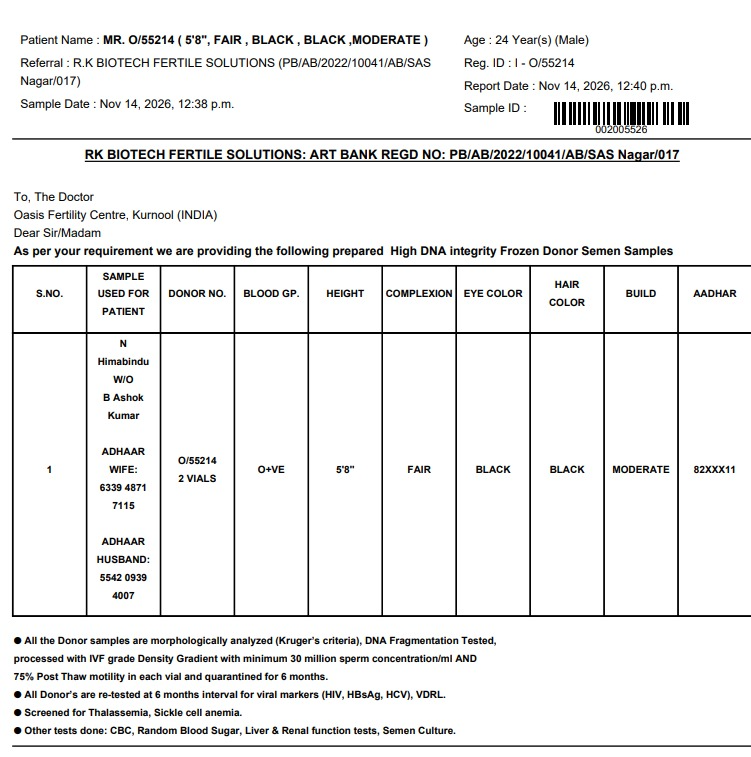 Patient Name : MR. O/55214 ( 5'8", FAIR , BLACK , BLACK ,MODERATE )
Age : 24 Year(s) (Male)
Referral : R.K BIOTECH FERTILE SOLUTIONS (PB/AB/2022/10041/AB/SAS
Nagar/017)
Reg. ID : I - O/55214
Report Date : Nov 14, 2026, 12:40 p.m.
Sample Date : Nov 14, 2026, 12:38 p.m.
Sample ID :
002005526
RK BIOTECH FERTILE SOLUTIONS: ART BANK REGD NO: PB/AB/2022/10041/AB/SAS Nagar/017
To, The Doctor
Oasis Fertility Centre, Kurnool (INDIA)
Dear Sir/Madam
As per your requirement we are providing the following prepared High DNA integrity Frozen Donor Semen Samples
S.NO.
SAMPLE
USED FOR
PATIENT
DONOR NO.
BLOOD GP.
HEIGHT
COMPLEXION
EYE COLOR
HAIR
COLOR
BUILD
AADHAR
1
N
Himabindu
W/O
B Ashok
Kumar
ADHAAR
WIFE:
6339 4871
7115
ADHAAR
HUSBAND:
5542 0939
4007
O/55214
2 VIALS
O+VE
5'8"
FAIR
BLACK
BLACK
MODERATE
82XXX11
● All the Donor samples are morphologically analyzed (Kruger's criteria), DNA Fragmentation Tested,
processed with IVF grade Density Gradient with minimum 30 million sperm concentration/ml AND
75% Post Thaw motility in each vial and quarantined for 6 months.
● All Donor's are re-tested at 6 months interval for viral markers (HIV, HBsAg, HCV), VDRL.
● Screened for Thalassemia, Sickle cell anemia.
● Other tests done: CBC, Random Blood Sugar, Liver & Renal function tests, Semen Culture.